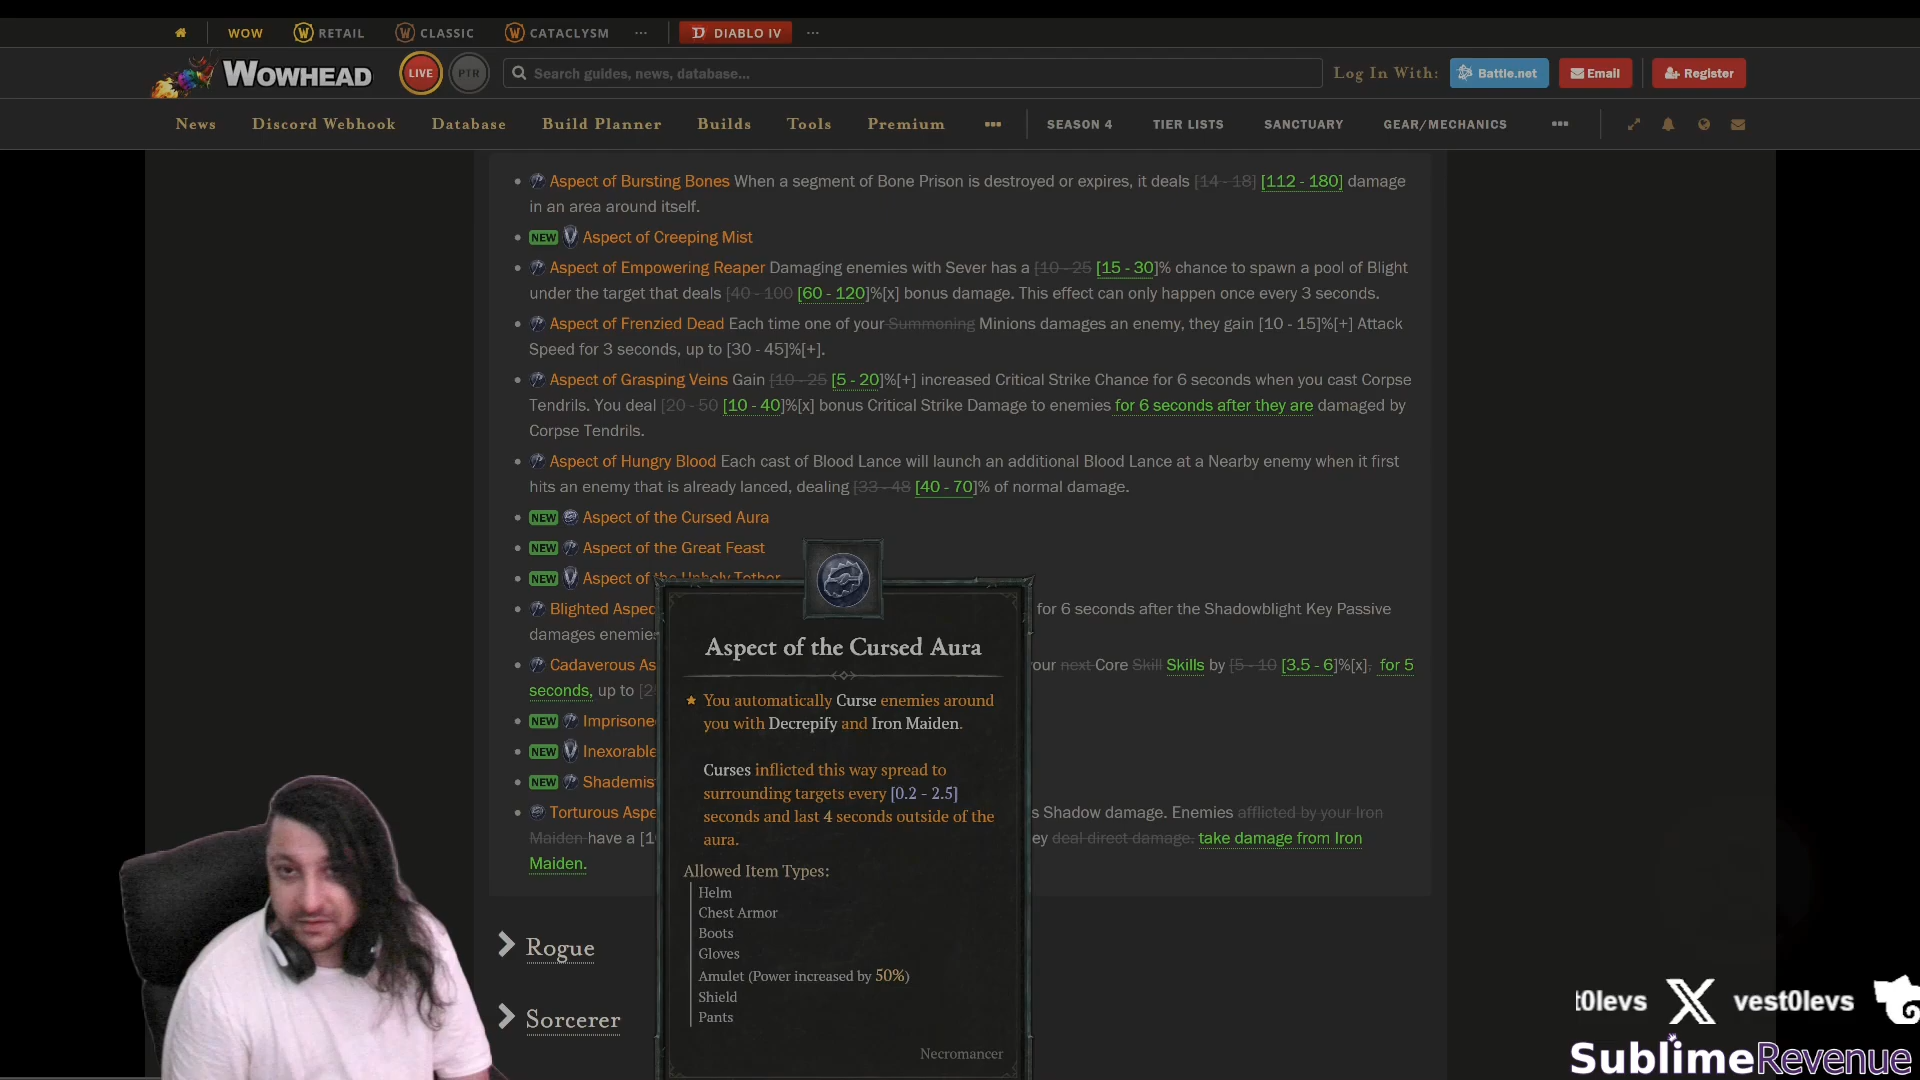 WOW
RETAIL
CLASSIC
CATACLYSM
DIABLO IV
WOWHEAD
LIVE
PTR
Search guides, news, database...
Log In With:
Battle.net
Email
Register
News
Discord Webhook
Database
Build Planner
Builds
Tools
Premium
SEASON 4
TIER LISTS
SANCTUARY
GEAR/MECHANICS
Aspect of Bursting Bones When a segment of Bone Prison is destroyed or expires, it deals [14 - 18] [112 - 180] damage
in an area around itself.
NEW Aspect of Creeping Mist
Aspect of Empowering Reaper Damaging enemies with Sever has a [10 - 25 [15 - 30]% chance to spawn a pool of Blight
under the target that deals [40 - 100 [60 - 120]%[x] bonus damage. This effect can only happen once every 3 seconds.
Aspect of Frenzied Dead Each time one of your Summoning Minions damages an enemy, they gain [10 - 15]%[+] Attack
Speed for 3 seconds, up to [30 - 45]%[+].
Aspect of Grasping Veins Gain [10 - 25 [5 - 20]%[+] increased Critical Strike Chance for 6 seconds when you cast Corpse
Tendrils. You deal [20 - 50 [10 - 40]%[x] bonus Critical Strike Damage to enemies for 6 seconds after they are damaged by
Corpse Tendrils.
Aspect of Hungry Blood Each cast of Blood Lance will launch an additional Blood Lance at a Nearby enemy when it first
hits an enemy that is already lanced, dealing [33 - 48 [40 - 70]% of normal damage.
NEW Aspect of the Cursed Aura
NEW Aspect of the Great Feast
NEW Aspect of the Unholy Tether
Blighted Aspec for 6 seconds after the Shadowblight Key Passive
damages enemies
Cadaverous As our next Core Skill Skills by [5 - 10 [3.5 - 6]%[x]. for 5
seconds, up to [2
NEW Imprisone
NEW Inexorable
NEW Shademis
Torturous Aspe s Shadow damage. Enemies afflicted by your Iron
Maiden have a [1 ey deal direct damage. take damage from Iron
Maiden.
Aspect of the Cursed Aura
You automatically Curse enemies around
you with Decrepify and Iron Maiden.
Curses inflicted this way spread to
surrounding targets every [0.2 - 2.5]
seconds and last 4 seconds outside of the
aura.
Allowed Item Types:
Helm
Chest Armor
Boots
Gloves
Amulet (Power increased by 50%)
Shield
Pants
Necromancer
Rogue
Sorcerer
t0levs X vest0levs
SublimeRevenue